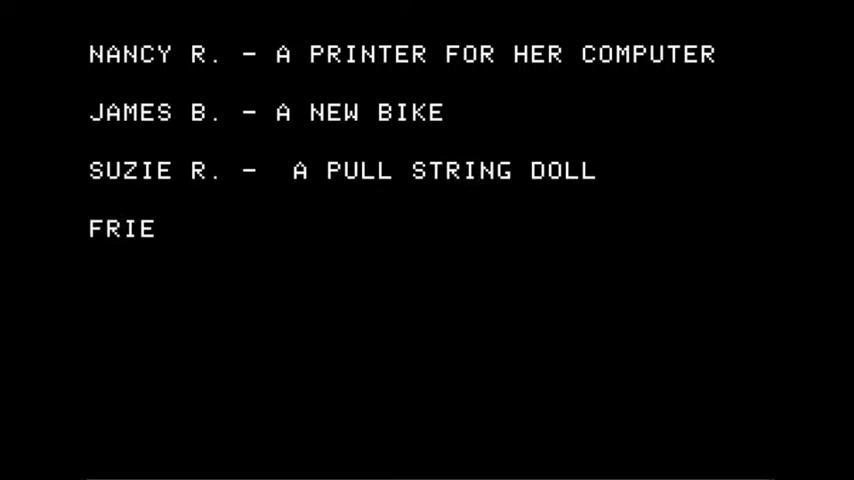 NANCY R. - A PRINTER FOR HER COMPUTER
JAMES B. - A NEW BIKE
SUZIE R. -  A PULL STRING DOLL
FRIE